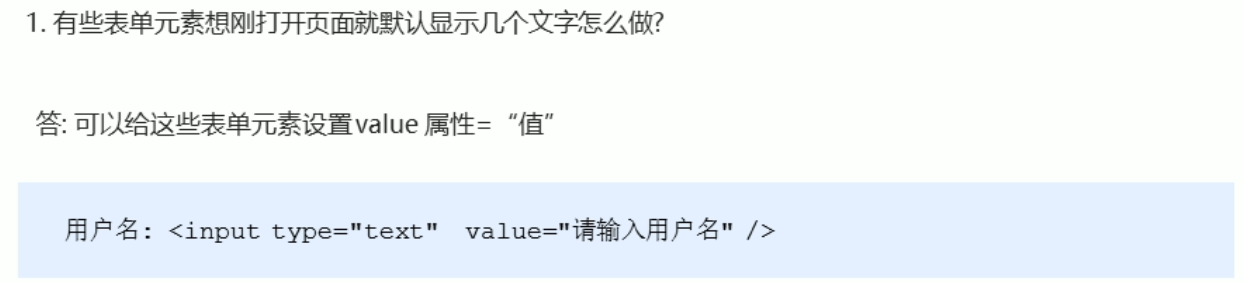 1. 有些表单元素想刚打开页面就默认显示几个文字怎么做?
答: 可以给这些表单元素设置value 属性=“值”
用户名: <input type="text"  value="请输入用户名" />